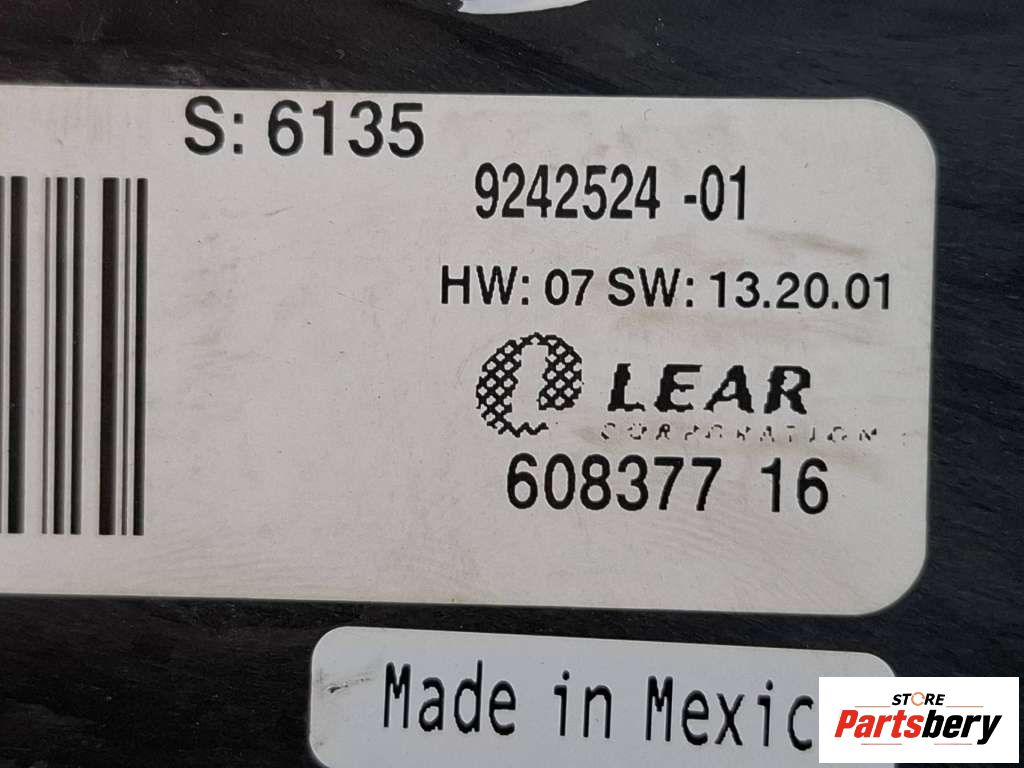 S: 6135
9242524 -01
HW: 07 SW: 13.20.01
LEAR
CORPORATION
608377 16
Made in Mexic
STORE
Partsbery